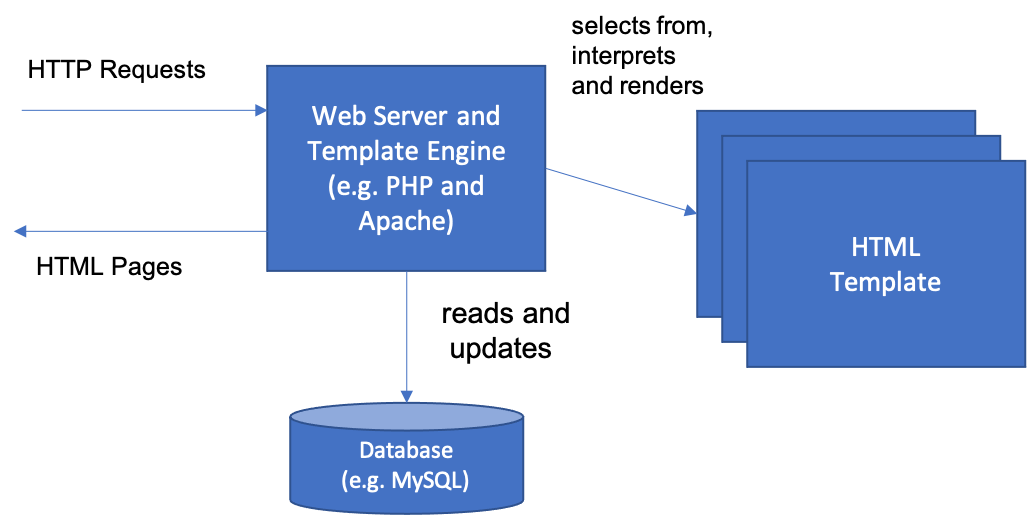 selects from,
interprets
and renders
HTTP Requests
Web Server and
Template Engine
(e.g. PHP and
Apache)
HTML Pages
HTML
Template
reads and
updates
Database
(e.g. MySQL)